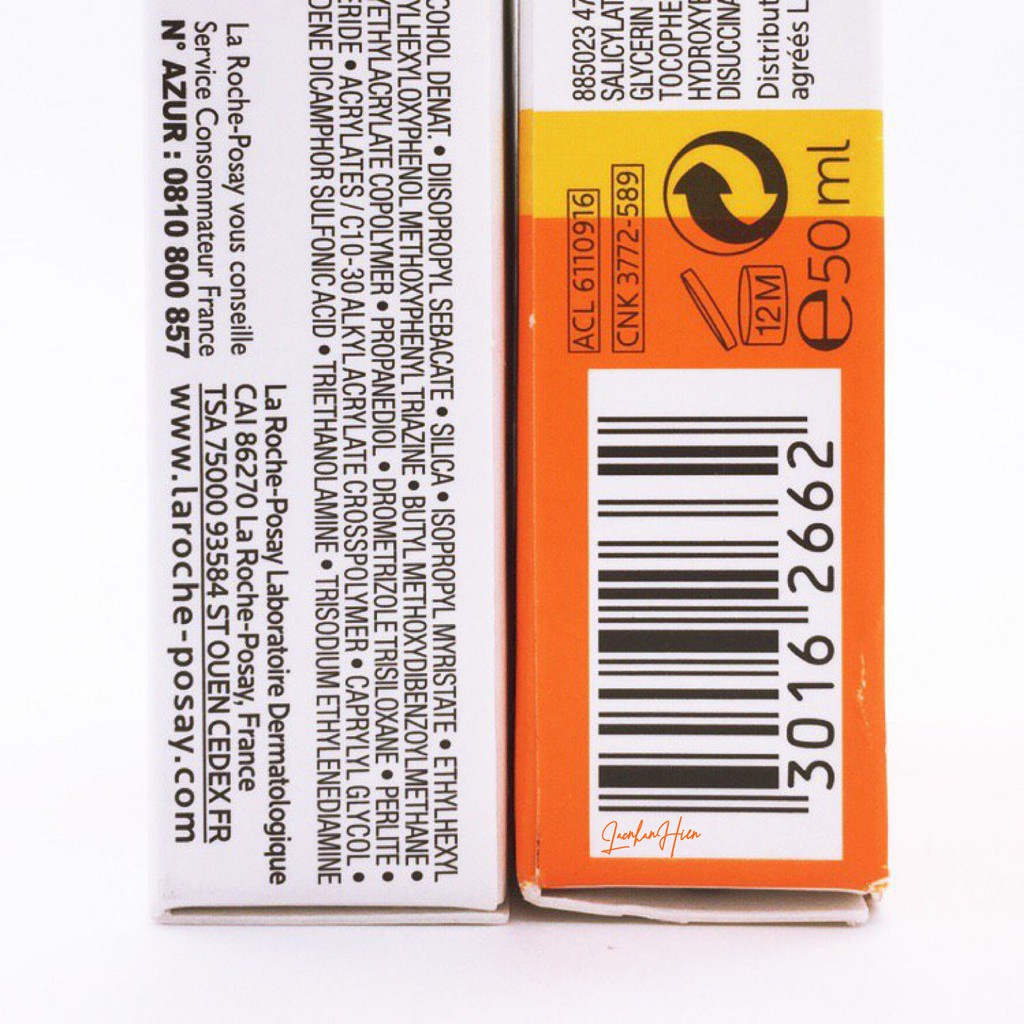 COHOL DENAT. • DIISOPROPYL SEBACATE • SILICA • ISOPROPYL MYRISTATE • ETHYLHEXYL
YLHEXYLOXYPHENOL METHOXYPHENYL TRIAZINE • BUTYL METHOXYDIBENZOYLMETHANE •
YETHYLACRYLATE COPOLYMER • PROPANEDIOL • DROMETRIZOLE TRISILOXANE • PERLITE •
ERIDE • ACRYLATES / C10-30 ALKYL ACRYLATE CROSSPOLYMER • CAPRYLYL GLYCOL •
DENE DICAMPHOR SULFONIC ACID • TRIETHANOLAMINE • TRISODIUM ETHYLENEDIAMINE
La Roche-Posay vous conseille
Service Consommateur France
N° AZUR : 0810 800 857
La Roche-Posay Laboratoire Dermatologique
CAI 86270 La Roche-Posay, France
TSA 75000 93584 ST OUEN CEDEX FR
www.laroche-posay.com
885023 47
SALICYLAT
GLYCERIN
TOCOPHE
HYDROXYB
DISUCCINA
Distribut
agréés L
ACL 6110916
CNK 3772-589
12M
e50 ml
3016 2662
LaonhanHien